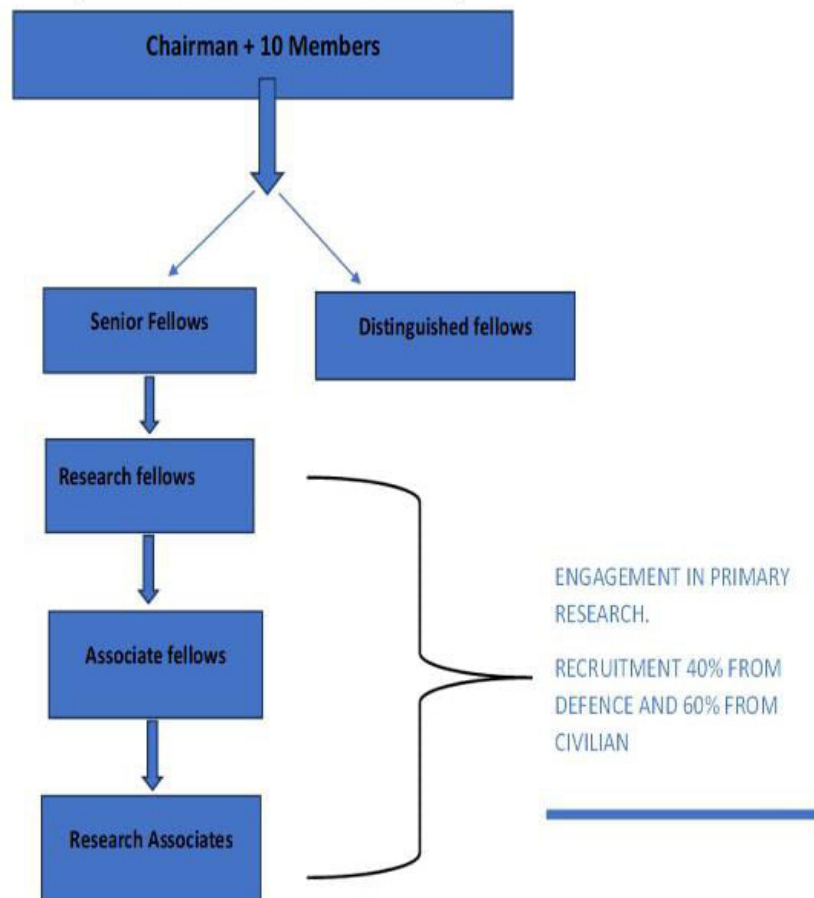 Chairman + 10 Members
Senior Fellows
Distinguished fellows
Research fellows
Associate fellows
Research Associates
ENGAGEMENT IN PRIMARY
RESEARCH.
RECRUITMENT 40% FROM
DEFENCE AND 60% FROM
CIVILIAN